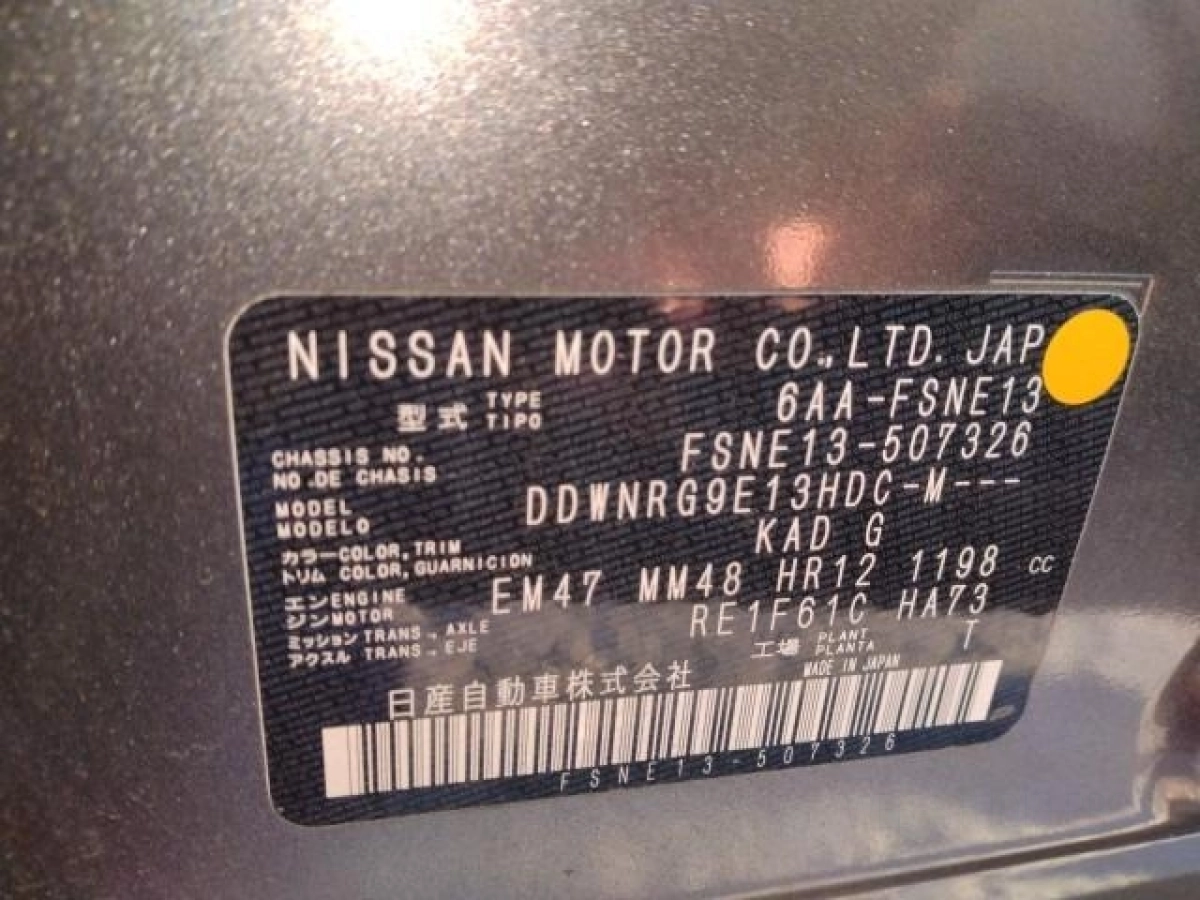 NISSAN MOTOR CO.,LTD. JAP
型式 TYPE TIPO 6AA-FSNE13
CHASSIS NO. NO.DE CHASIS FSNE13-507326
MODEL MODELO DDWNRG9E13HDC-M---
カラー COLOR,TRIM トリム COLOR,GUARNICION KAD G
エンジン ENGINE MOTOR EM47 MM48 HR12 1198 CC
ミッション TRANS., AXLE アクスル TRANS., EJE RE1F61C HA73
工場 PLANT PLANTA T
日産自動車株式会社 MADE IN JAPAN
FSNE13-507326